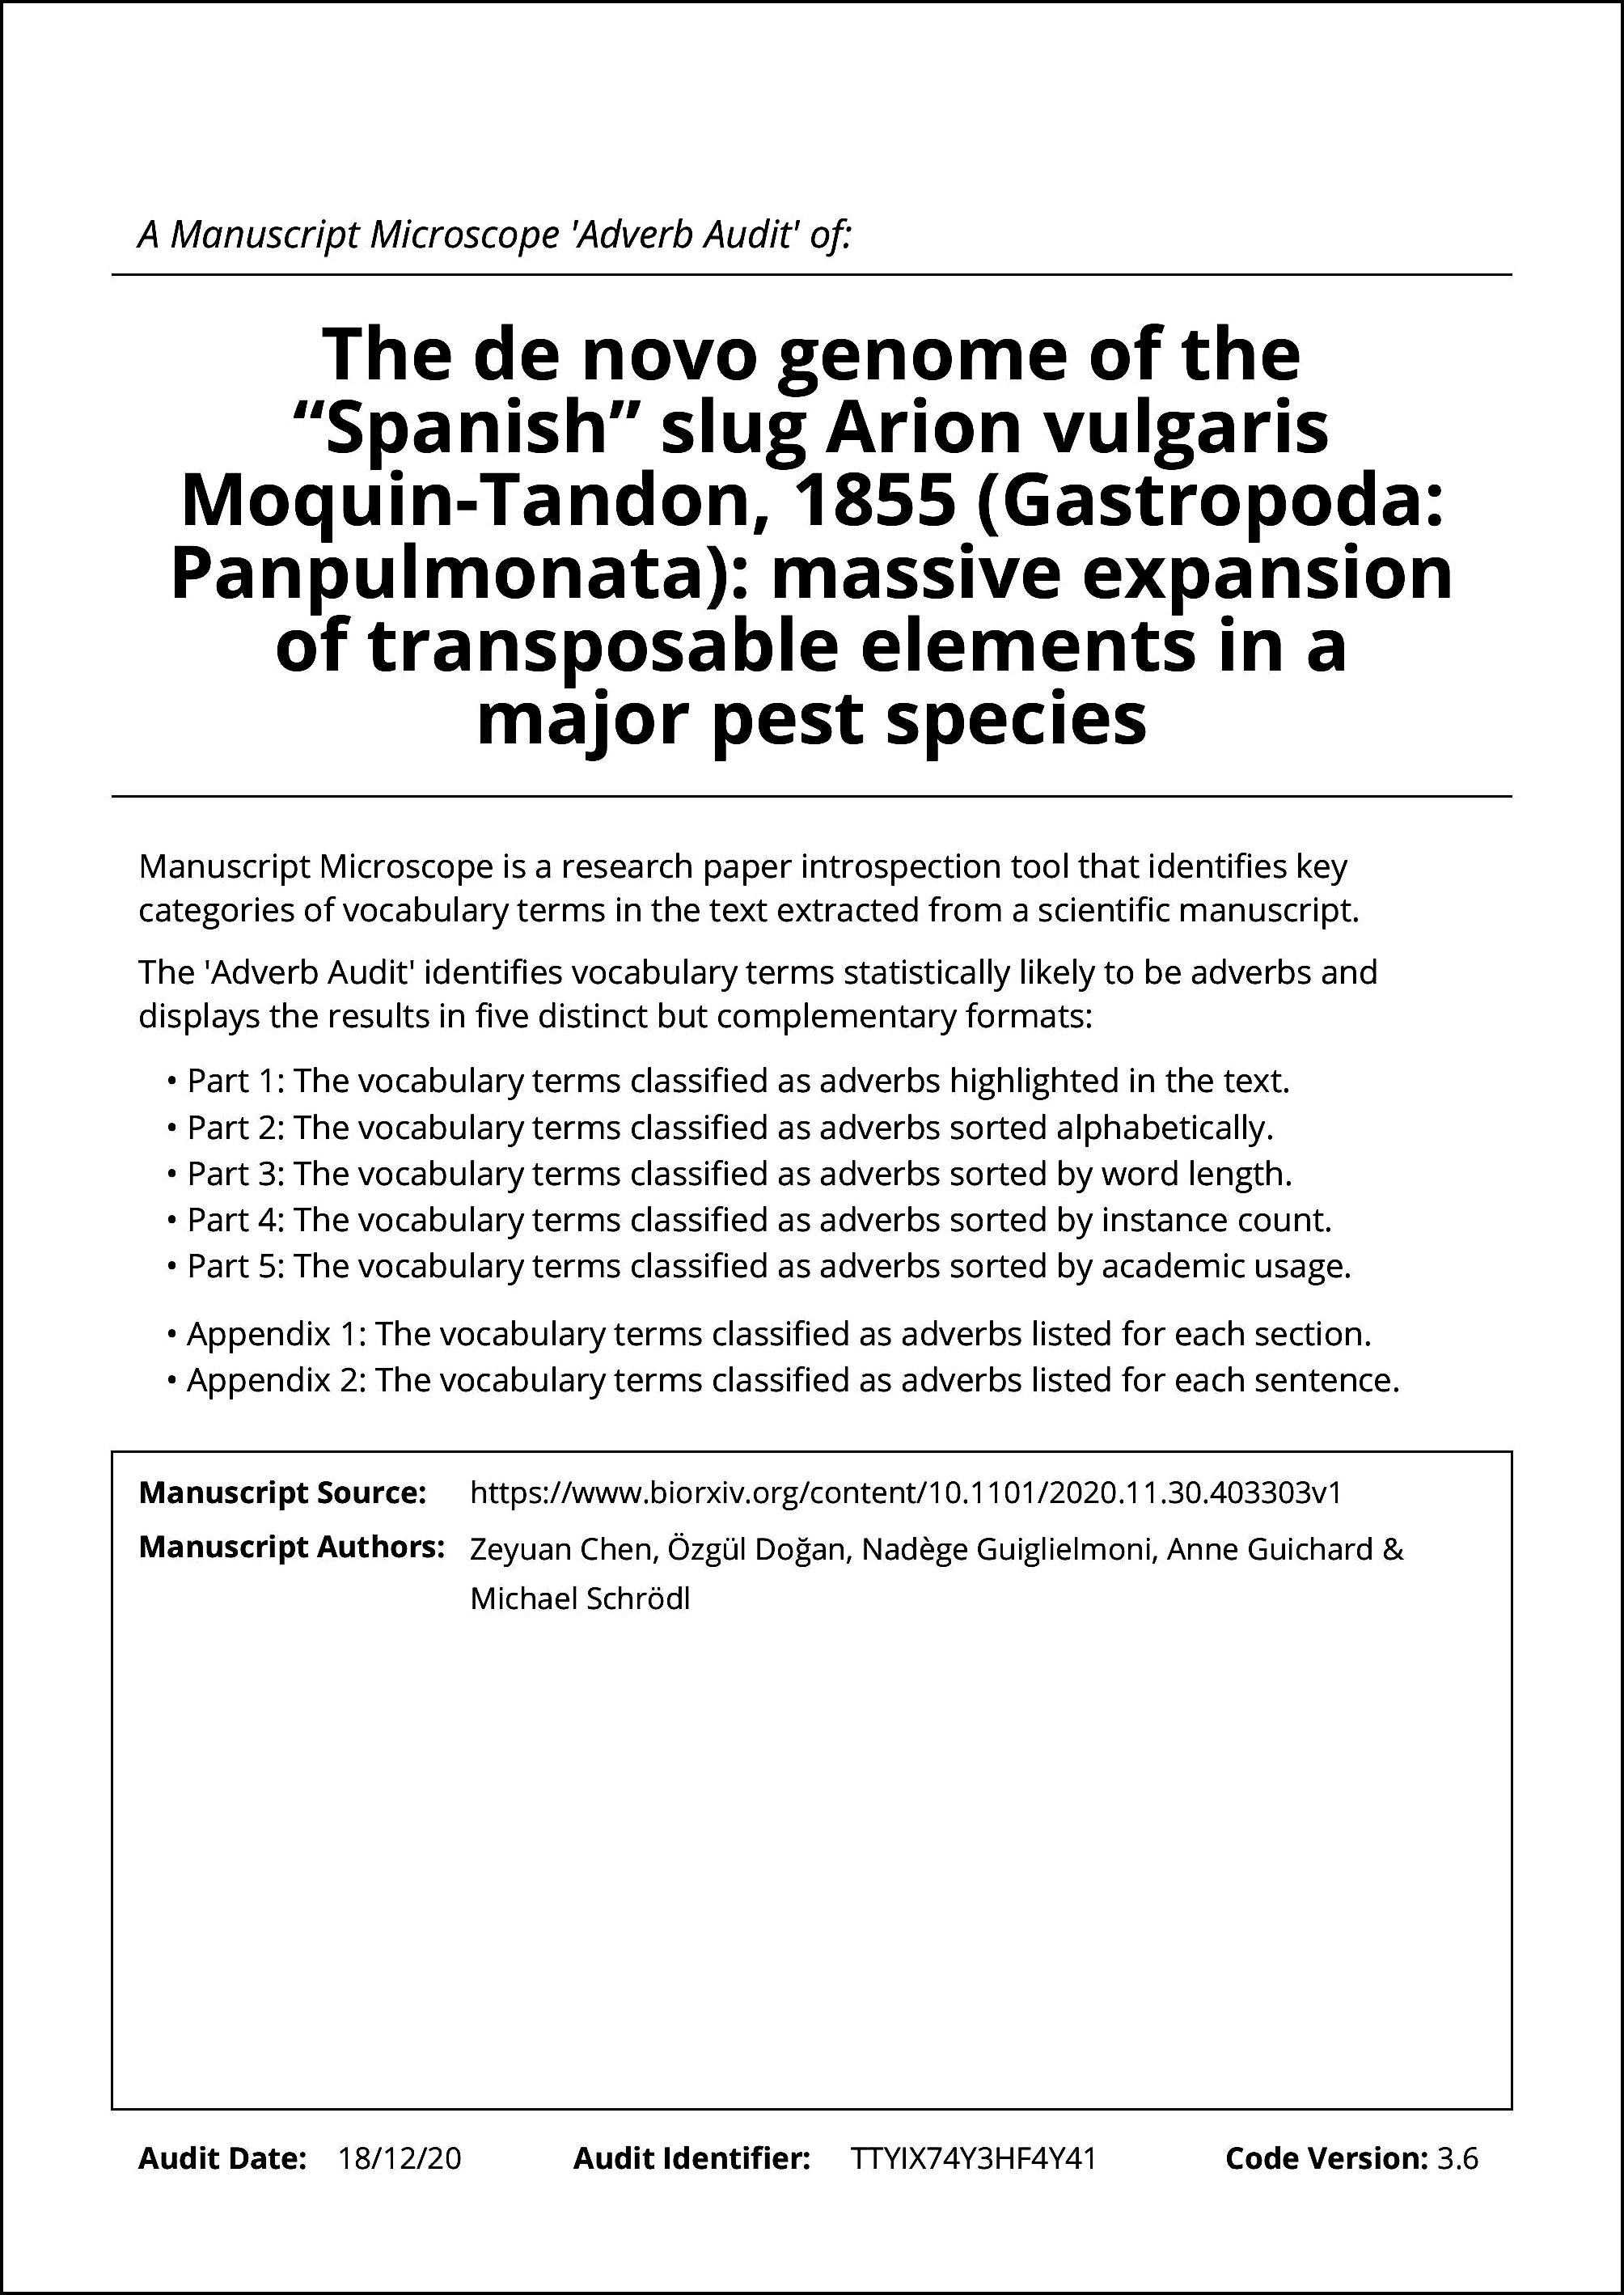 A Manuscript Microscope 'Adverb Audit' of:
The de novo genome of the
“Spanish” slug Arion vulgaris
Moquin-Tandon, 1855 (Gastropoda:
Panpulmonata): massive expansion
of transposable elements in a
major pest species
Manuscript Microscope is a research paper introspection tool that identifies key
categories of vocabulary terms in the text extracted from a scientific manuscript.
The 'Adverb Audit' identifies vocabulary terms statistically likely to be adverbs and
displays the results in five distinct but complementary formats:
• Part 1: The vocabulary terms classified as adverbs highlighted in the text.
• Part 2: The vocabulary terms classified as adverbs sorted alphabetically.
• Part 3: The vocabulary terms classified as adverbs sorted by word length.
• Part 4: The vocabulary terms classified as adverbs sorted by instance count.
• Part 5: The vocabulary terms classified as adverbs sorted by academic usage.
• Appendix 1: The vocabulary terms classified as adverbs listed for each section.
• Appendix 2: The vocabulary terms classified as adverbs listed for each sentence.
Manuscript Source: https://www.biorxiv.org/content/10.1101/2020.11.30.403303v1
Manuscript Authors: Zeyuan Chen, Özgül Doğan, Nadège Guiglielmoni, Anne Guichard &
Michael Schrödl
Audit Date: 18/12/20 Audit Identifier: TTYIX74Y3HF4Y41 Code Version: 3.6